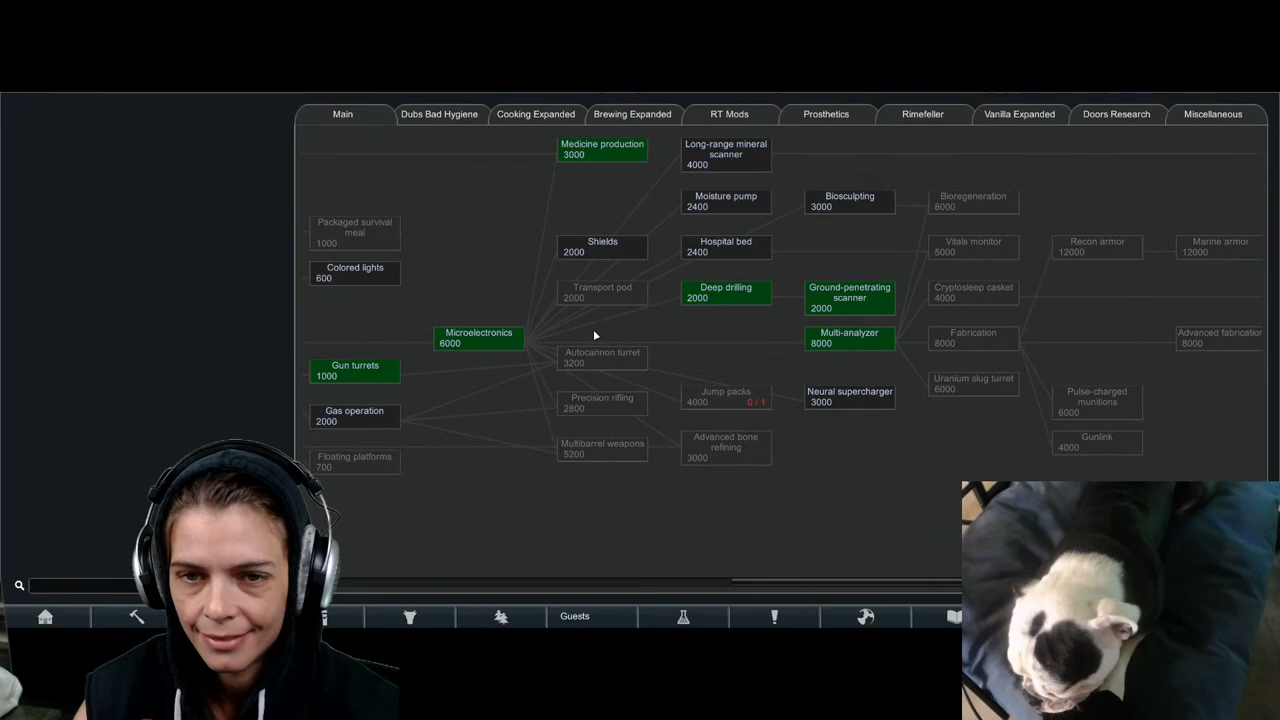 Main
Dubs Bad Hygiene
Cooking Expanded
Brewing Expanded
RT Mods
Prosthetics
Rimefeller
Vanilla Expanded
Doors Research
Miscellaneous
Medicine production
3000
Long-range mineral
scanner
4000
Moisture pump
2400
Biosculpting
3000
Bioregeneration
8000
Packaged survival
meal
1000
Shields
2000
Hospital bed
2400
Vitals monitor
5000
Recon armor
12000
Marine armor
12000
Colored lights
600
Transport pod
2000
Deep drilling
2000
Ground-penetrating
scanner
2000
Cryptosleep casket
4000
Microelectronics
6000
Multi-analyzer
8000
Fabrication
8000
Advanced fabrication
8000
Autocannon turret
3200
Gun turrets
1000
Uranium slug turret
6000
Precision rifling
2800
Jump packs
4000 0 / 1
Neural supercharger
3000
Pulse-charged
munitions
6000
Gas operation
2000
Multibarrel weapons
5200
Advanced bone
refining
3000
Gunlink
4000
Floating platforms
700
Guests